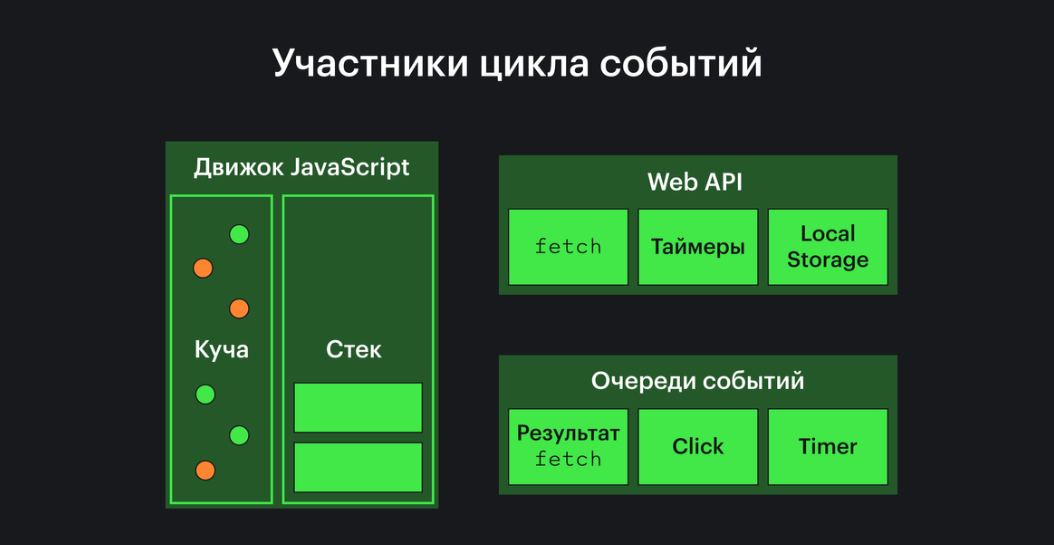 Участники цикла событий
Движок JavaScript
Куча
Стек
Web API
fetch
Таймеры
Local
Storage
Очереди событий
Результат
fetch
Click
Timer